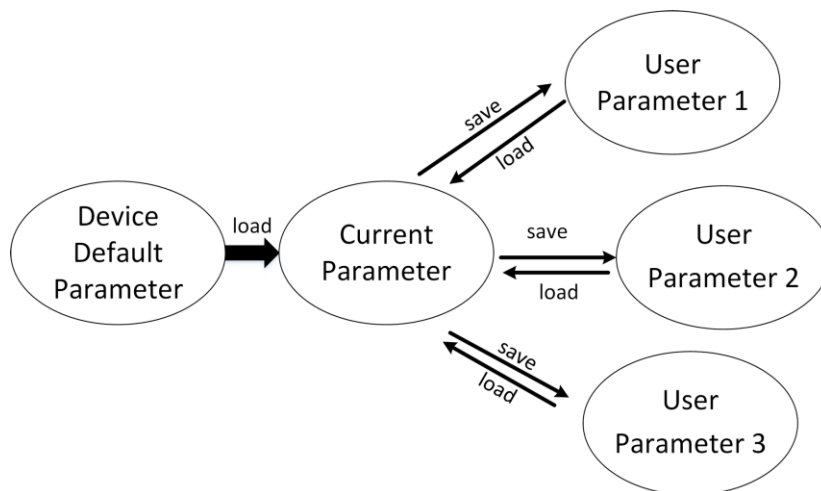 User
Parameter 1
save
load
Device
Default
Parameter
load
Current
Parameter
save
load
User
Parameter 2
save
load
User
Parameter 3